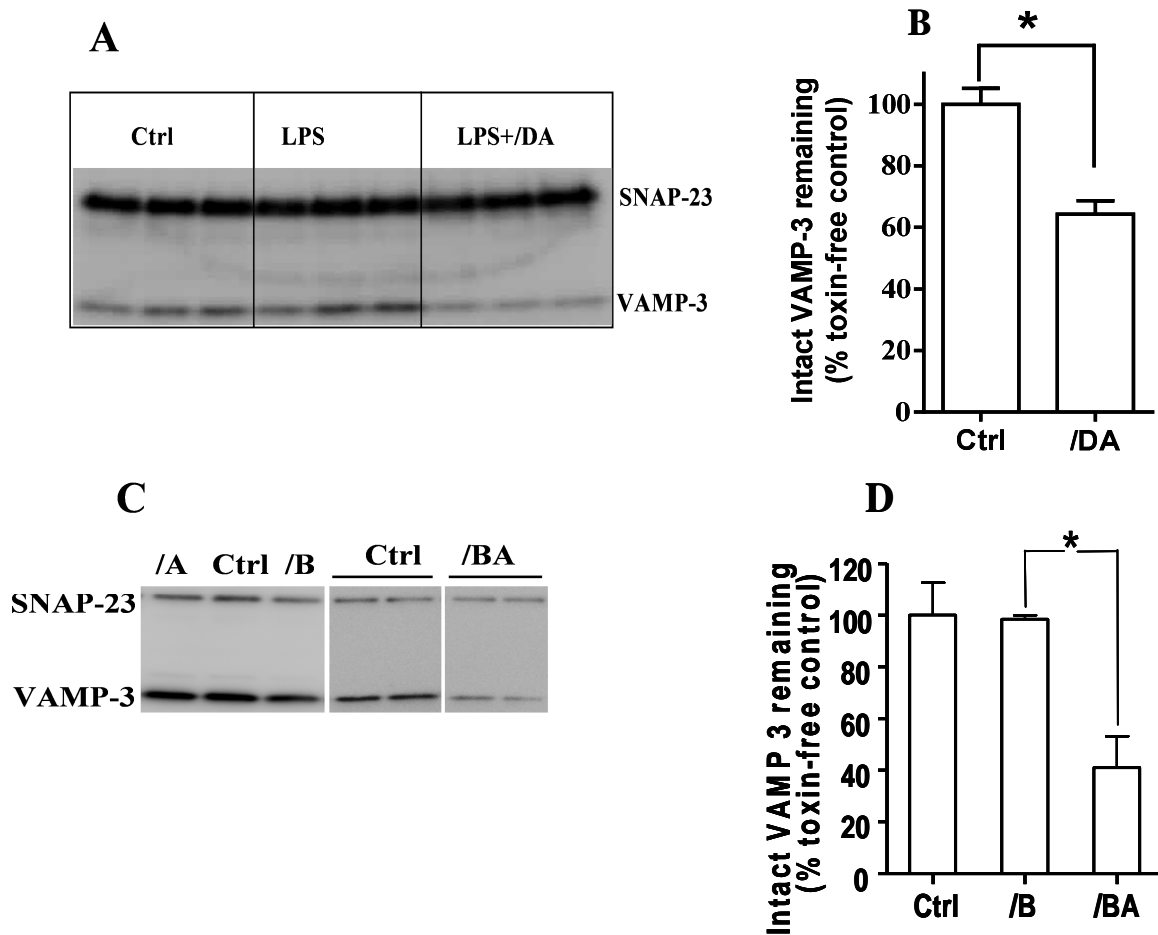 A
Ctrl LPS LPS+/DA
SNAP-23
VAMP-3
B
*
Intact VAMP-3 remaining
(% toxin-free control)
100
80
60
40
20
0
Ctrl /DA
C
/A Ctrl /B Ctrl /BA
SNAP-23
VAMP-3
D
*
Intact VAMP 3 remaining
(% toxin-free control)
120
100
80
60
40
20
0
Ctrl /B /BA